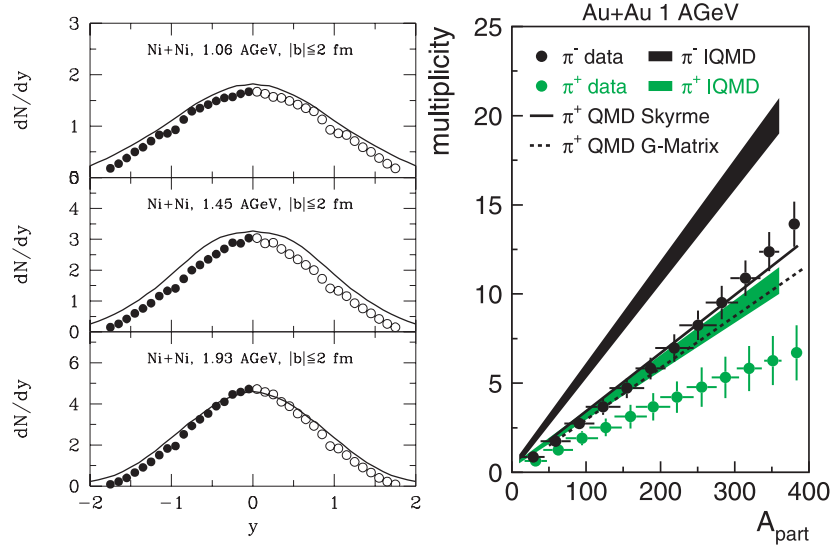 Ni+Ni, 1.06 AGeV, |b|≦2 fm
dN/dy
3
2
1
0
Ni+Ni, 1.45 AGeV, |b|≦2 fm
dN/dy
5
4
3
2
1
0
Ni+Ni, 1.93 AGeV, |b|≦2 fm
dN/dy
6
4
2
0
−2 −1 0 1 2
y
Au+Au 1 AGeV
multiplicity
25
20
15
10
5
0
π⁻ data π⁻ IQMD
π⁺ data π⁺ IQMD
π⁺ QMD Skyrme
π⁺ QMD G-Matrix
0 100 200 300 400
A_part